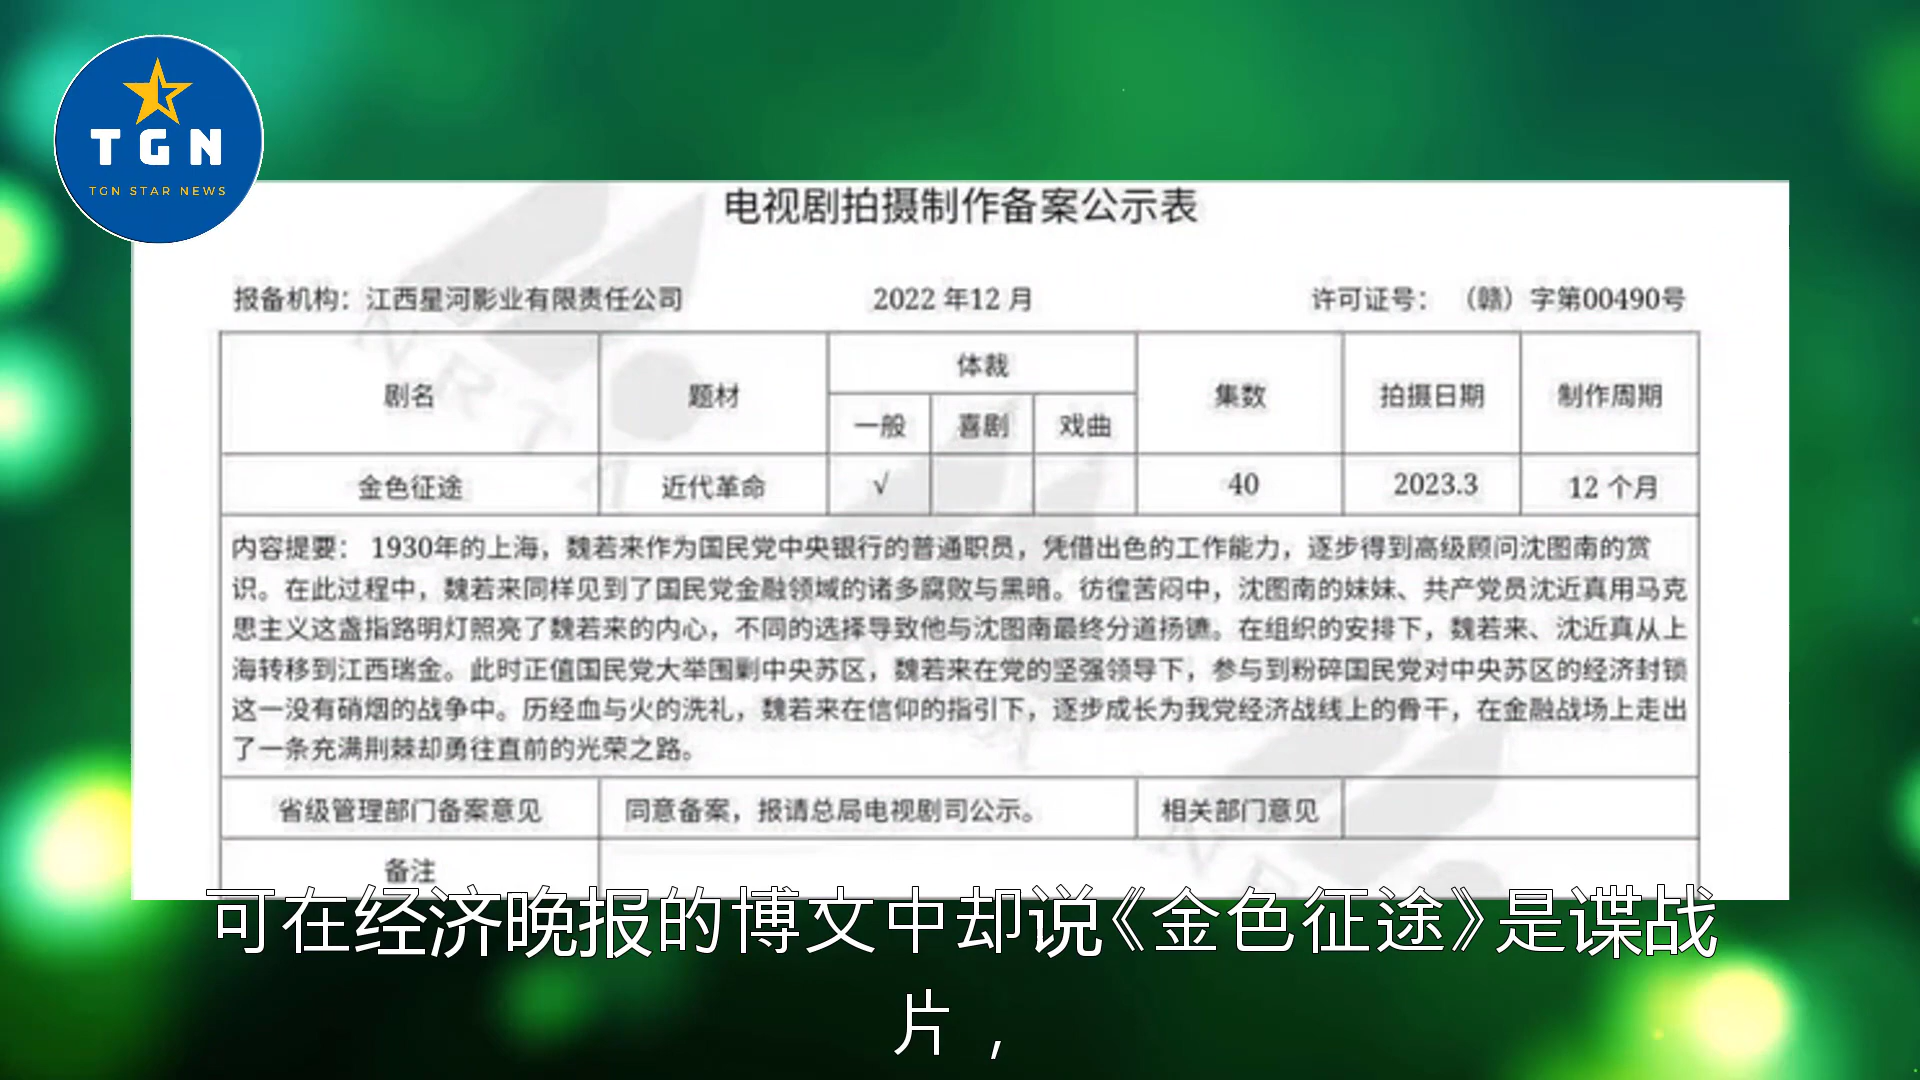 TGN
TGN STAR NEWS
电视剧拍摄制作备案公示表
报备机构：江西星河影业有限责任公司 2022 年12 月 许可证号：（赣）字第00490号
剧名 题材 体裁 集数 拍摄日期 制作周期
一般 喜剧 戏曲
金色征途 近代革命 √ 40 2023.3 12 个月
内容提要： 1930年的上海，魏若来作为国民党中央银行的普通职员，凭借出色的工作能力，逐步得到高级顾问沈图南的赏
识。在此过程中，魏若来同样见到了国民党金融领域的诸多腐败与黑暗。彷徨苦闷中，沈图南的妹妹、共产党员沈近真用马克
思主义这盏指路明灯照亮了魏若来的内心，不同的选择导致他与沈图南最终分道扬镳。在组织的安排下，魏若来、沈近真从上
海转移到江西瑞金。此时正值国民党大举围剿中央苏区，魏若来在党的坚强领导下，参与到粉碎国民党对中央苏区的经济封锁
这一没有硝烟的战争中。历经血与火的洗礼，魏若来在信仰的指引下，逐步成长为我党经济战线上的骨干，在金融战场上走出
了一条充满荆棘却勇往直前的光荣之路。
省级管理部门备案意见 同意备案，报请总局电视剧司公示。 相关部门意见
备注
可在经济晚报的博文中却说《金色征途》是谍战
片，